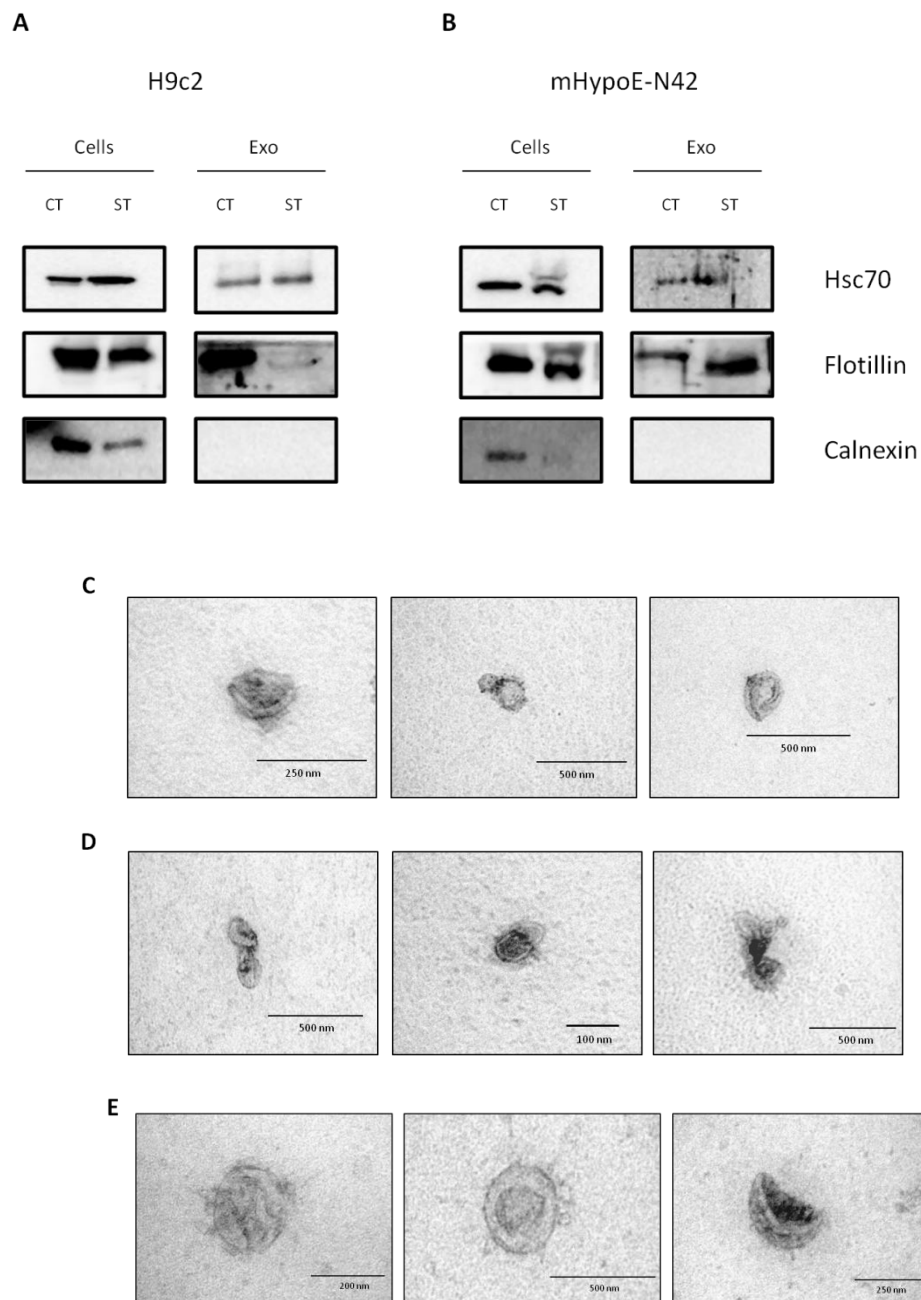 A
B
H9c2
mHypoE-N42
Cells Exo
Cells Exo
CT ST CT ST
CT ST CT ST
Hsc70
Flotillin
Calnexin
C
250 nm
500 nm
500 nm
D
500 nm
100 nm
500 nm
E
200 nm
500 nm
250 nm